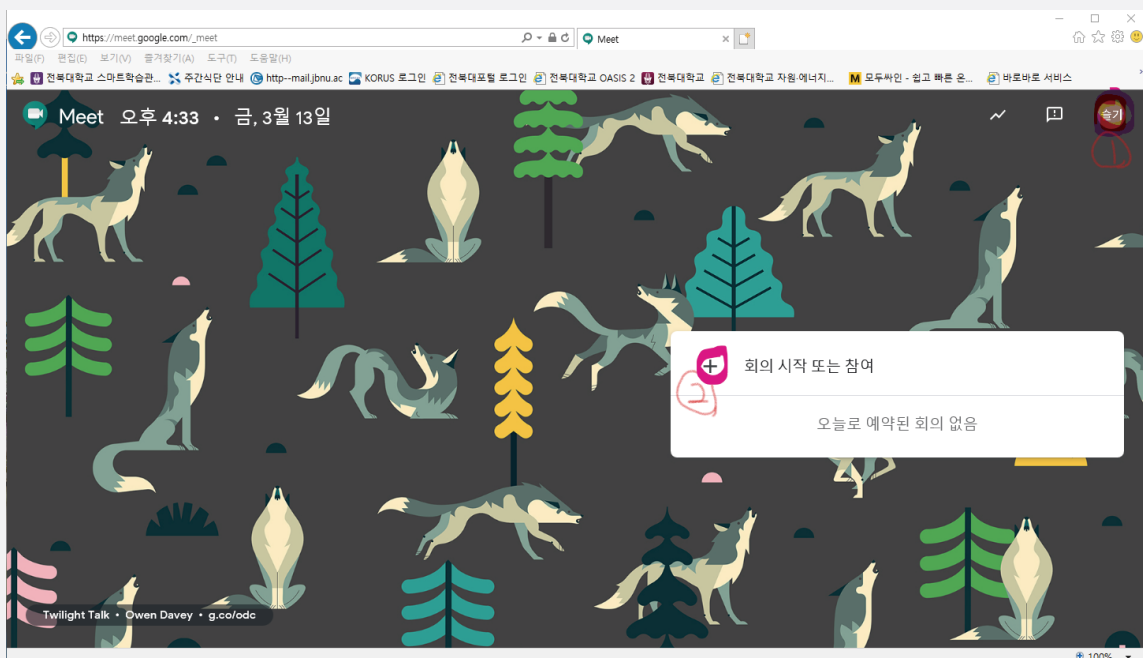 https://meet.google.com/_meet
Meet
파일(F) 편집(E) 보기(V) 즐겨찾기(A) 도구(T) 도움말(H)
전북대학교 스마트학습관... 주간식단 안내 http--mail.jbnu.ac KORUS 로그인 전북대포털 로그인 전북대학교 OASIS 2 전북대학교 전북대학교 자원·에너지... M 모두싸인 - 쉽고 빠른 온... 바로바로 서비스
Meet 오후 4:33 • 금, 3월 13일
슬기
1
+ 회의 시작 또는 참여
2
오늘로 예약된 회의 없음
Twilight Talk • Owen Davey • g.co/odc
100%